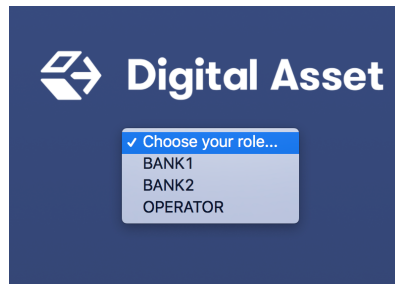 Digital Asset
✓ Choose your role...
BANK1
BANK2
OPERATOR